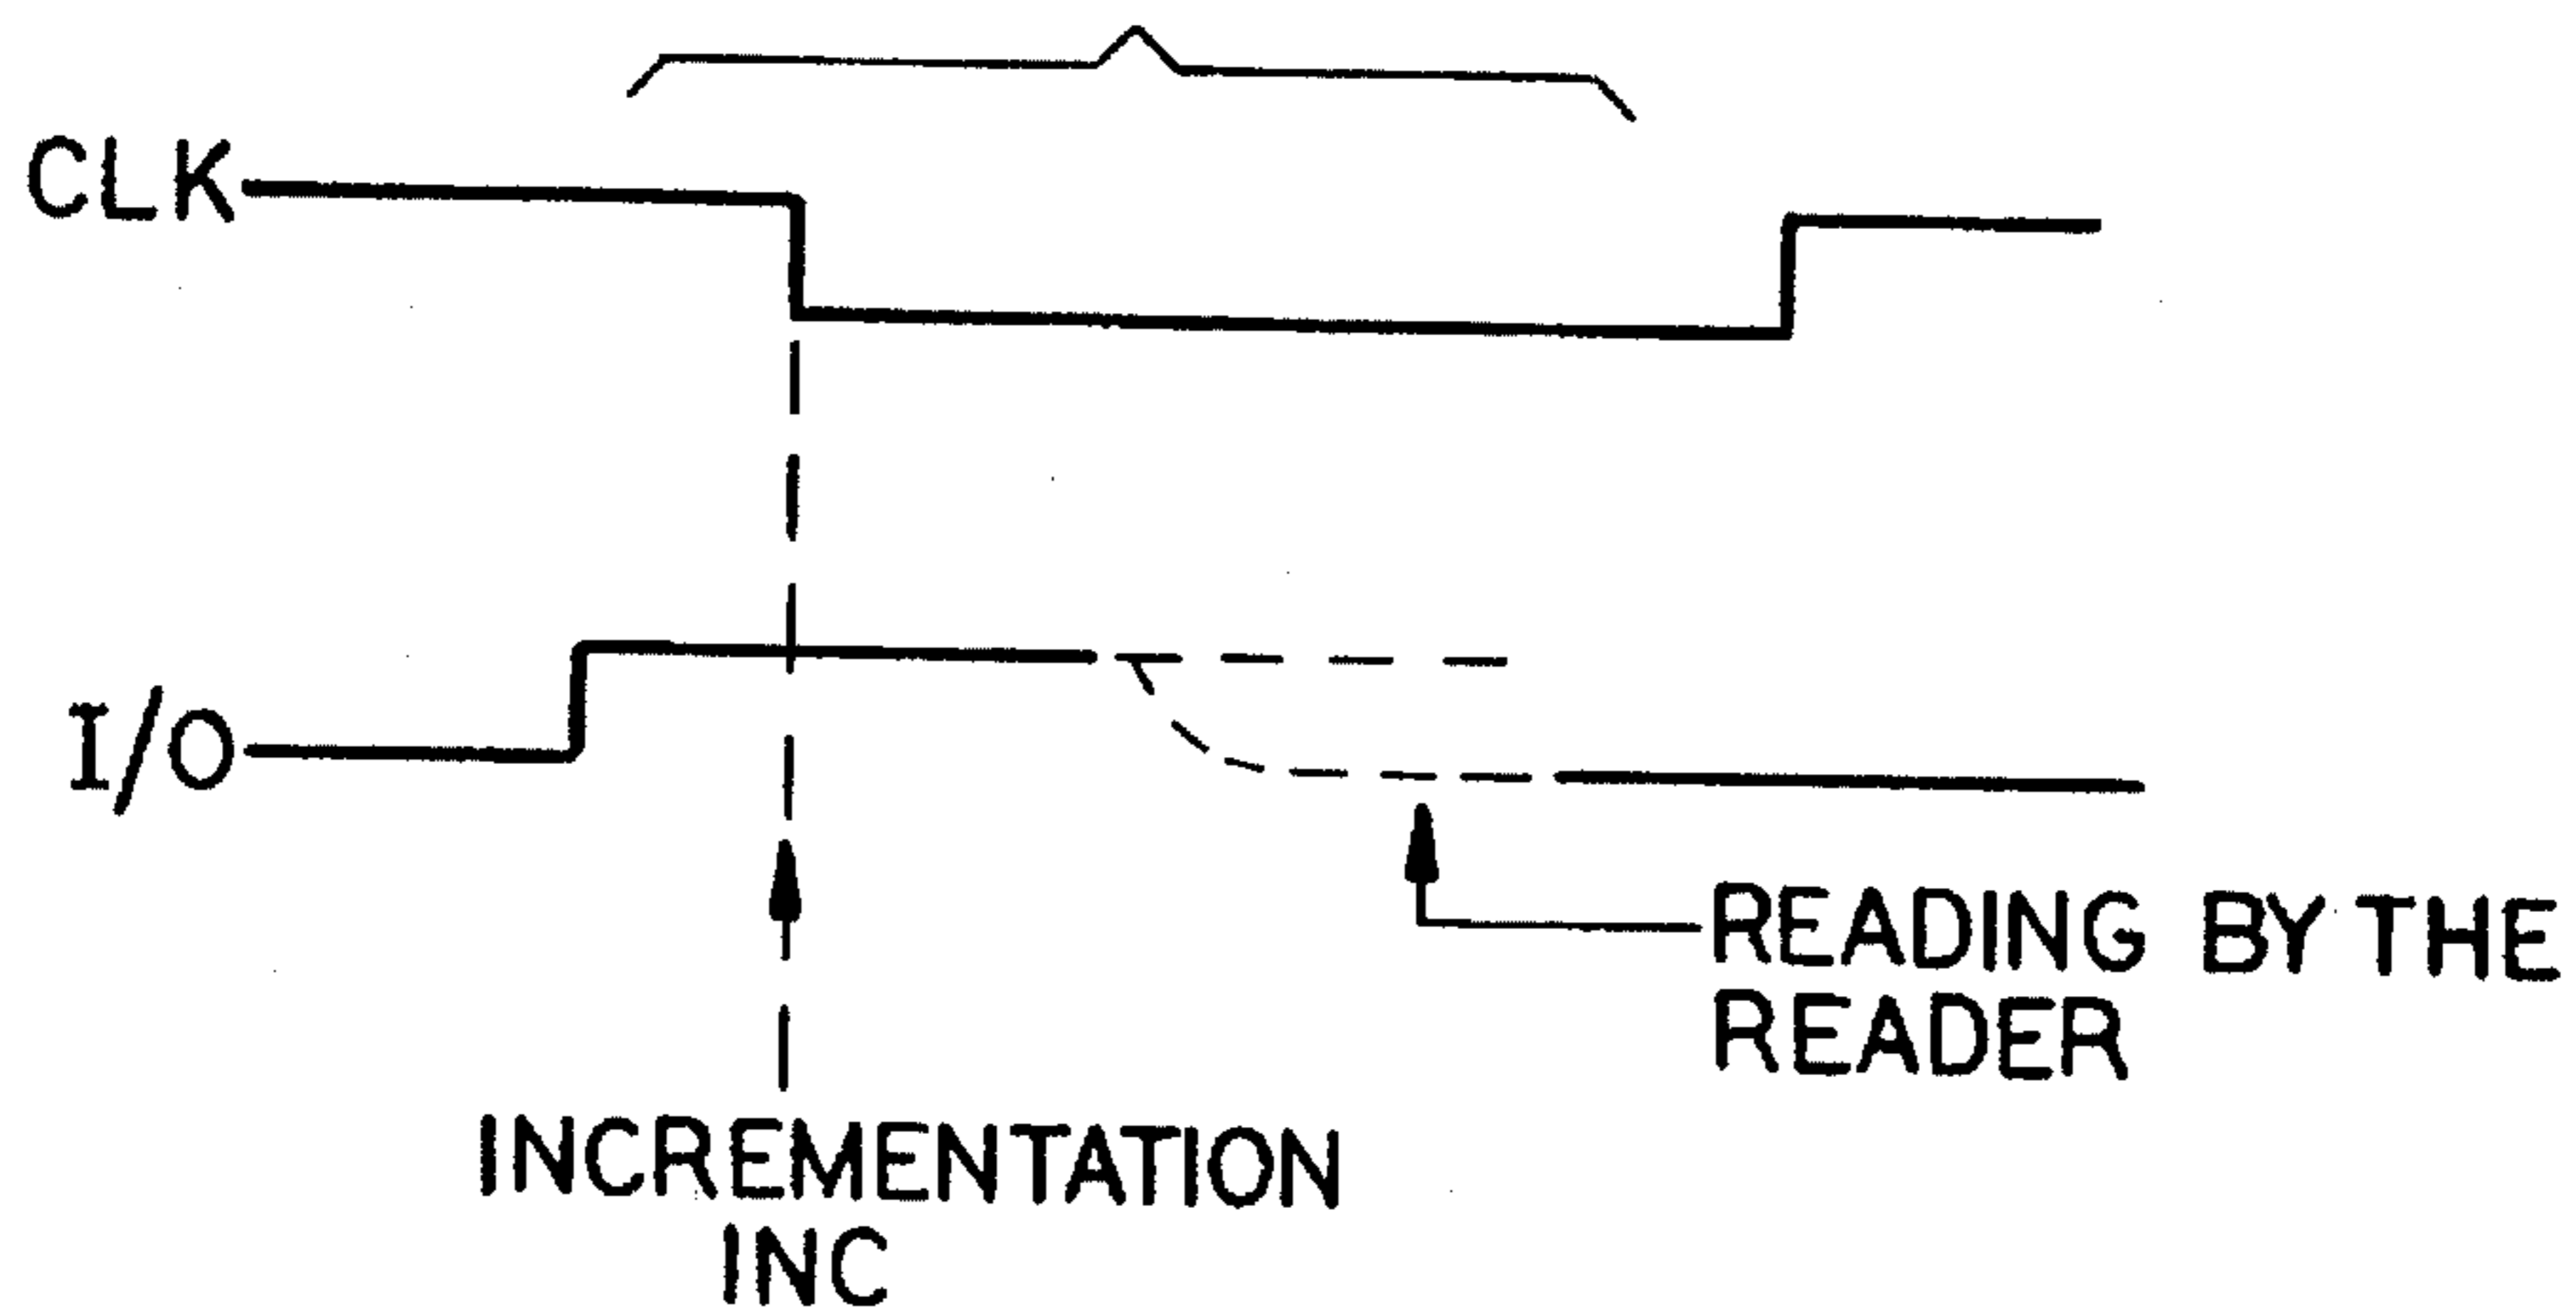 CLK
I/O
READING BY THE
READER
INCREMENTATION
INC